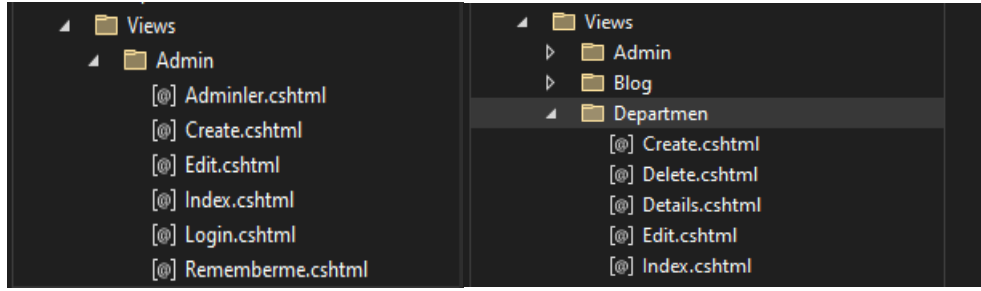 Views
Admin
[@] Adminler.cshtml
[@] Create.cshtml
[@] Edit.cshtml
[@] Index.cshtml
[@] Login.cshtml
[@] Rememberme.cshtml
Views
Admin
Blog
Departmen
[@] Create.cshtml
[@] Delete.cshtml
[@] Details.cshtml
[@] Edit.cshtml
[@] Index.cshtml